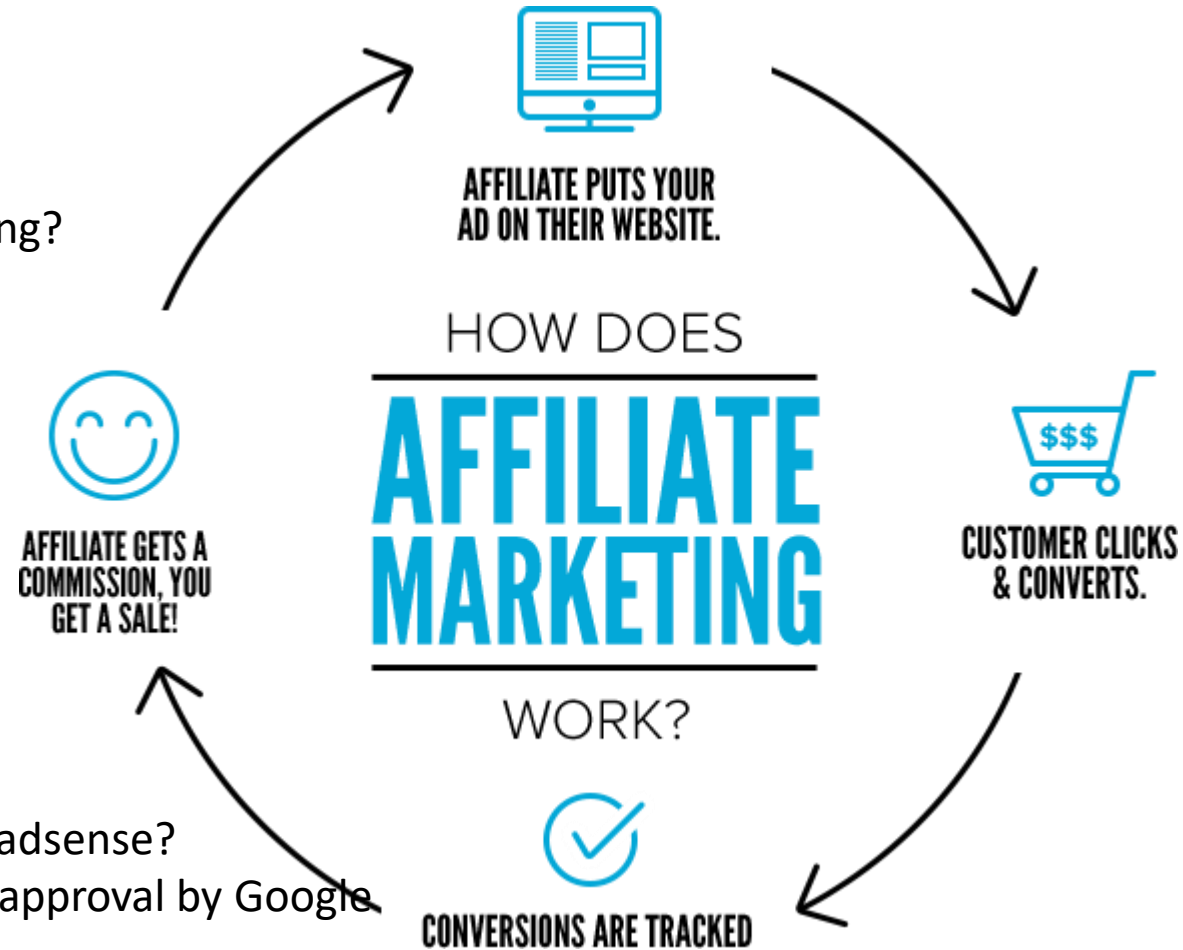 AFFILIATE PUTS YOUR
AD ON THEIR WEBSITE.
ng?
HOW DOES
AFFILIATE
MARKETING
WORK?
$$$
CUSTOMER CLICKS
& CONVERTS.
AFFILIATE GETS A
COMMISSION, YOU
GET A SALE!
adsense?
approval by Google
CONVERSIONS ARE TRACKED